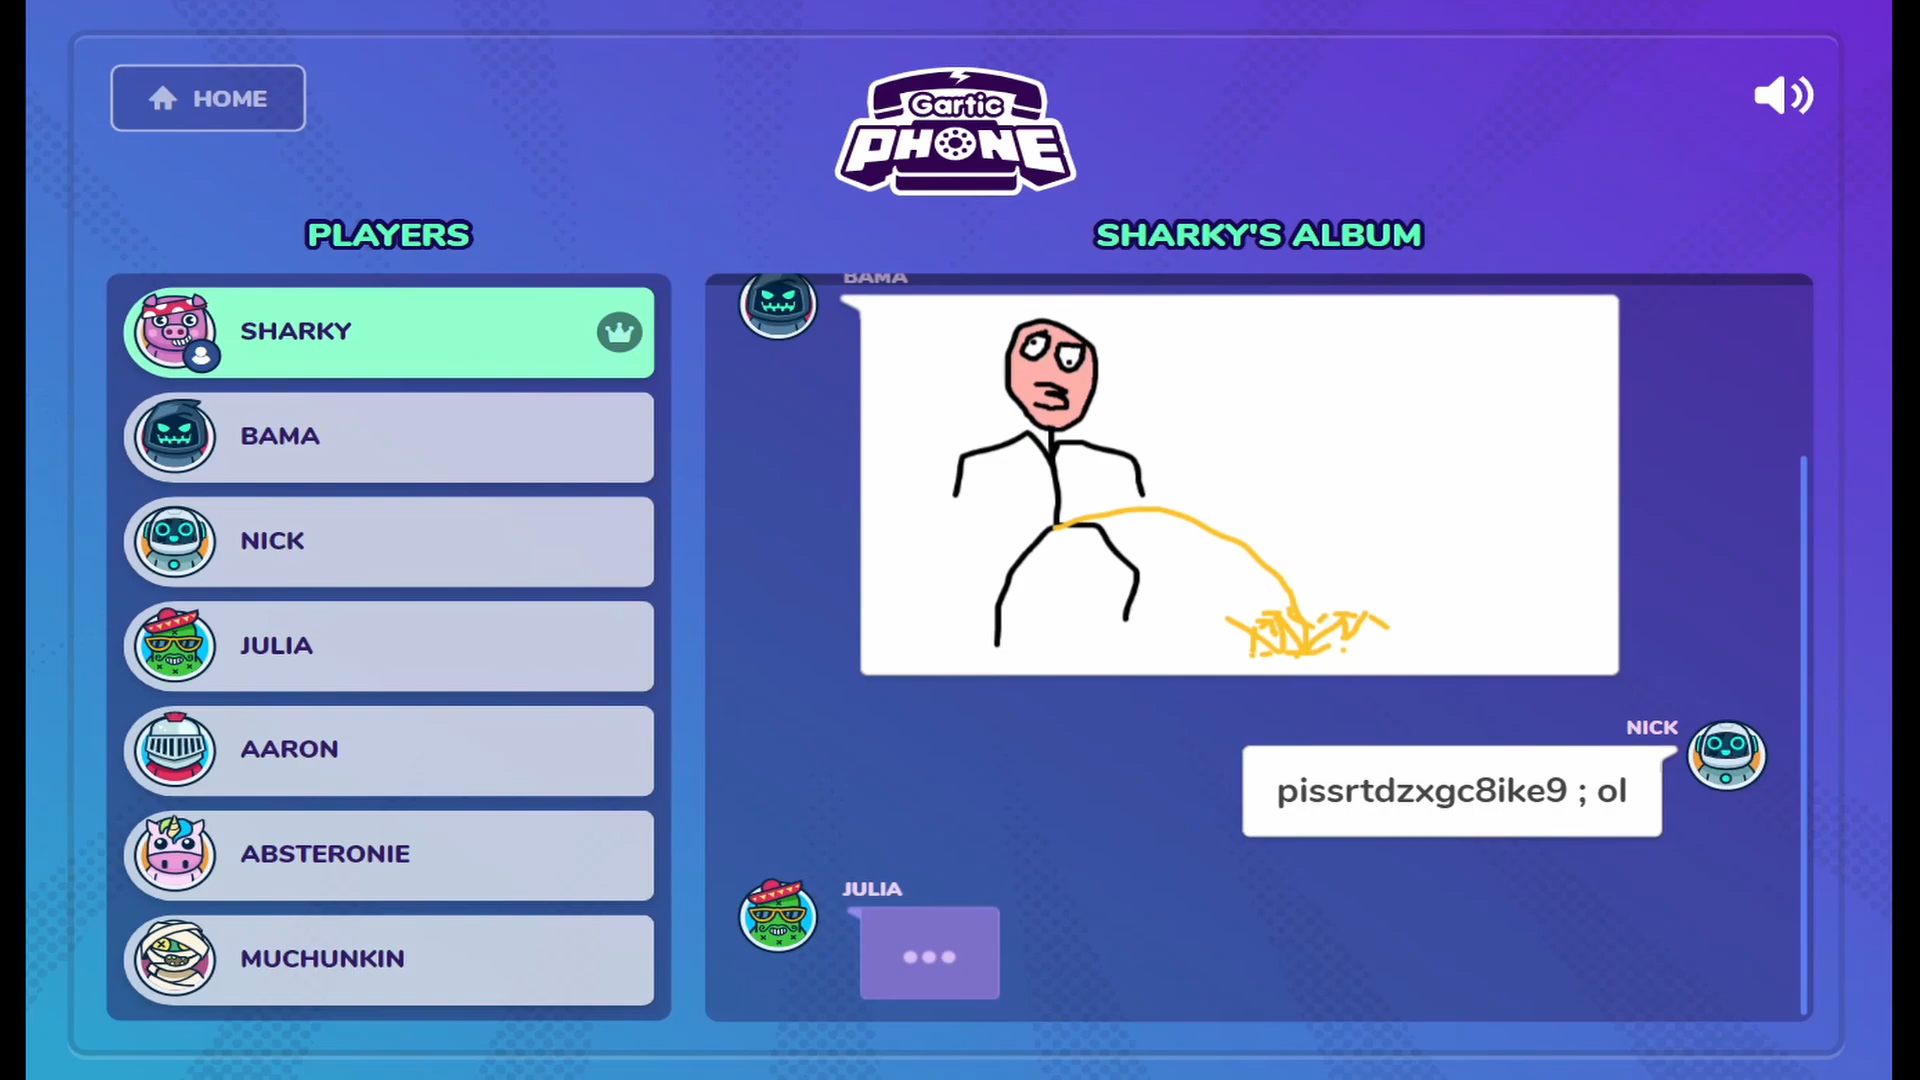 HOME
Gartic
PHONE
PLAYERS
SHARKY'S ALBUM
SHARKY
BAMA
NICK
JULIA
AARON
ABSTERONIE
MUCHUNKIN
BAMA
NICK
pissrtdzxgc8ike9 ; ol
JULIA